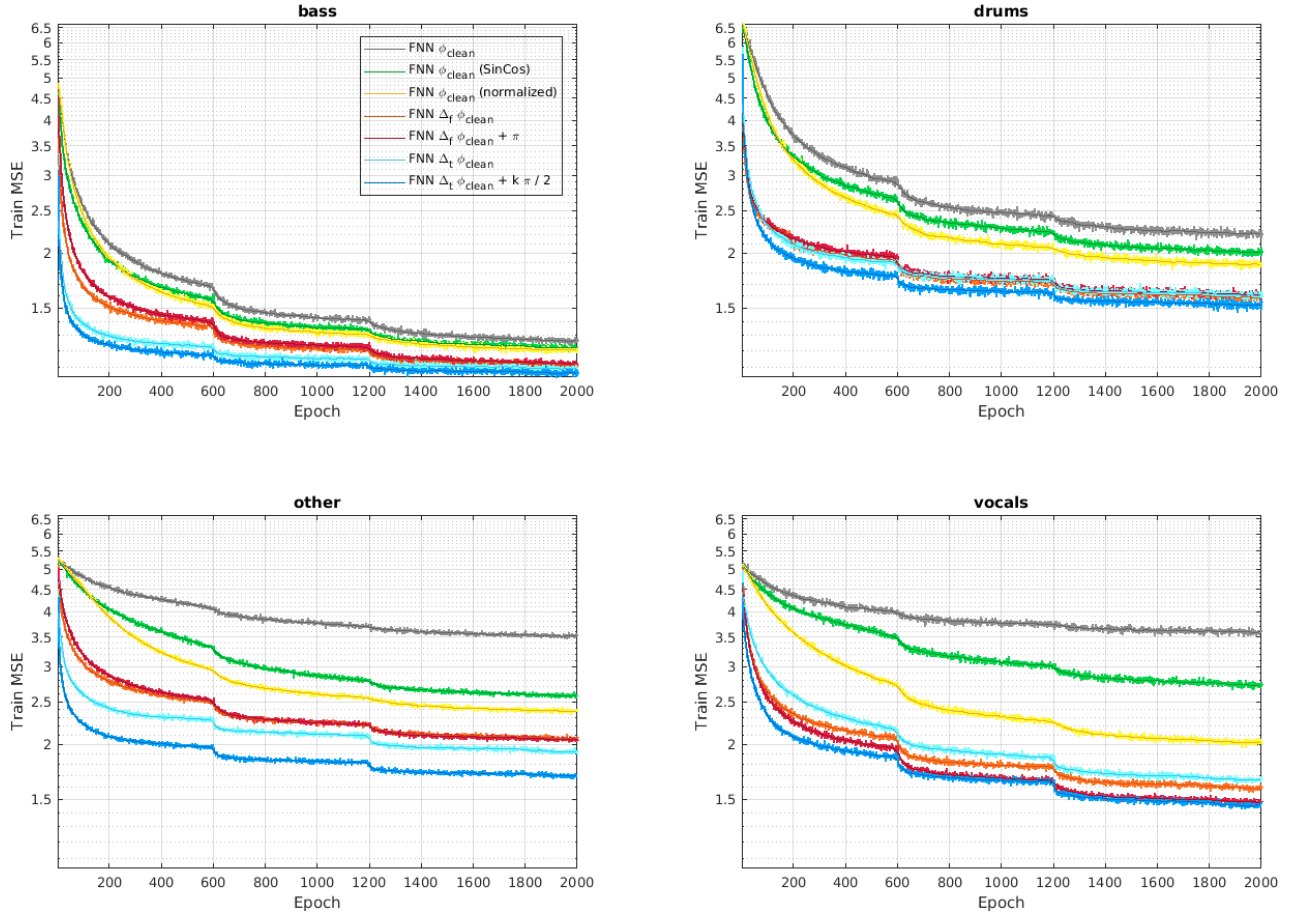 bass
6.5
6
5.5
5
4.5
4
3.5
3
2.5
2
1.5
Train MSE
200 400 600 800 1000 1200 1400 1600 1800 2000
Epoch
FNN ϕclean
FNN ϕclean (SinCos)
FNN ϕclean (normalized)
FNN Δf ϕclean
FNN Δf ϕclean + π
FNN Δt ϕclean
FNN Δt ϕclean + k π / 2
drums
6.5
6
5.5
5
4.5
4
3.5
3
2.5
2
1.5
Train MSE
200 400 600 800 1000 1200 1400 1600 1800 2000
Epoch
other
6.5
6
5.5
5
4.5
4
3.5
3
2.5
2
1.5
Train MSE
200 400 600 800 1000 1200 1400 1600 1800 2000
Epoch
vocals
6.5
6
5.5
5
4.5
4
3.5
3
2.5
2
1.5
Train MSE
200 400 600 800 1000 1200 1400 1600 1800 2000
Epoch